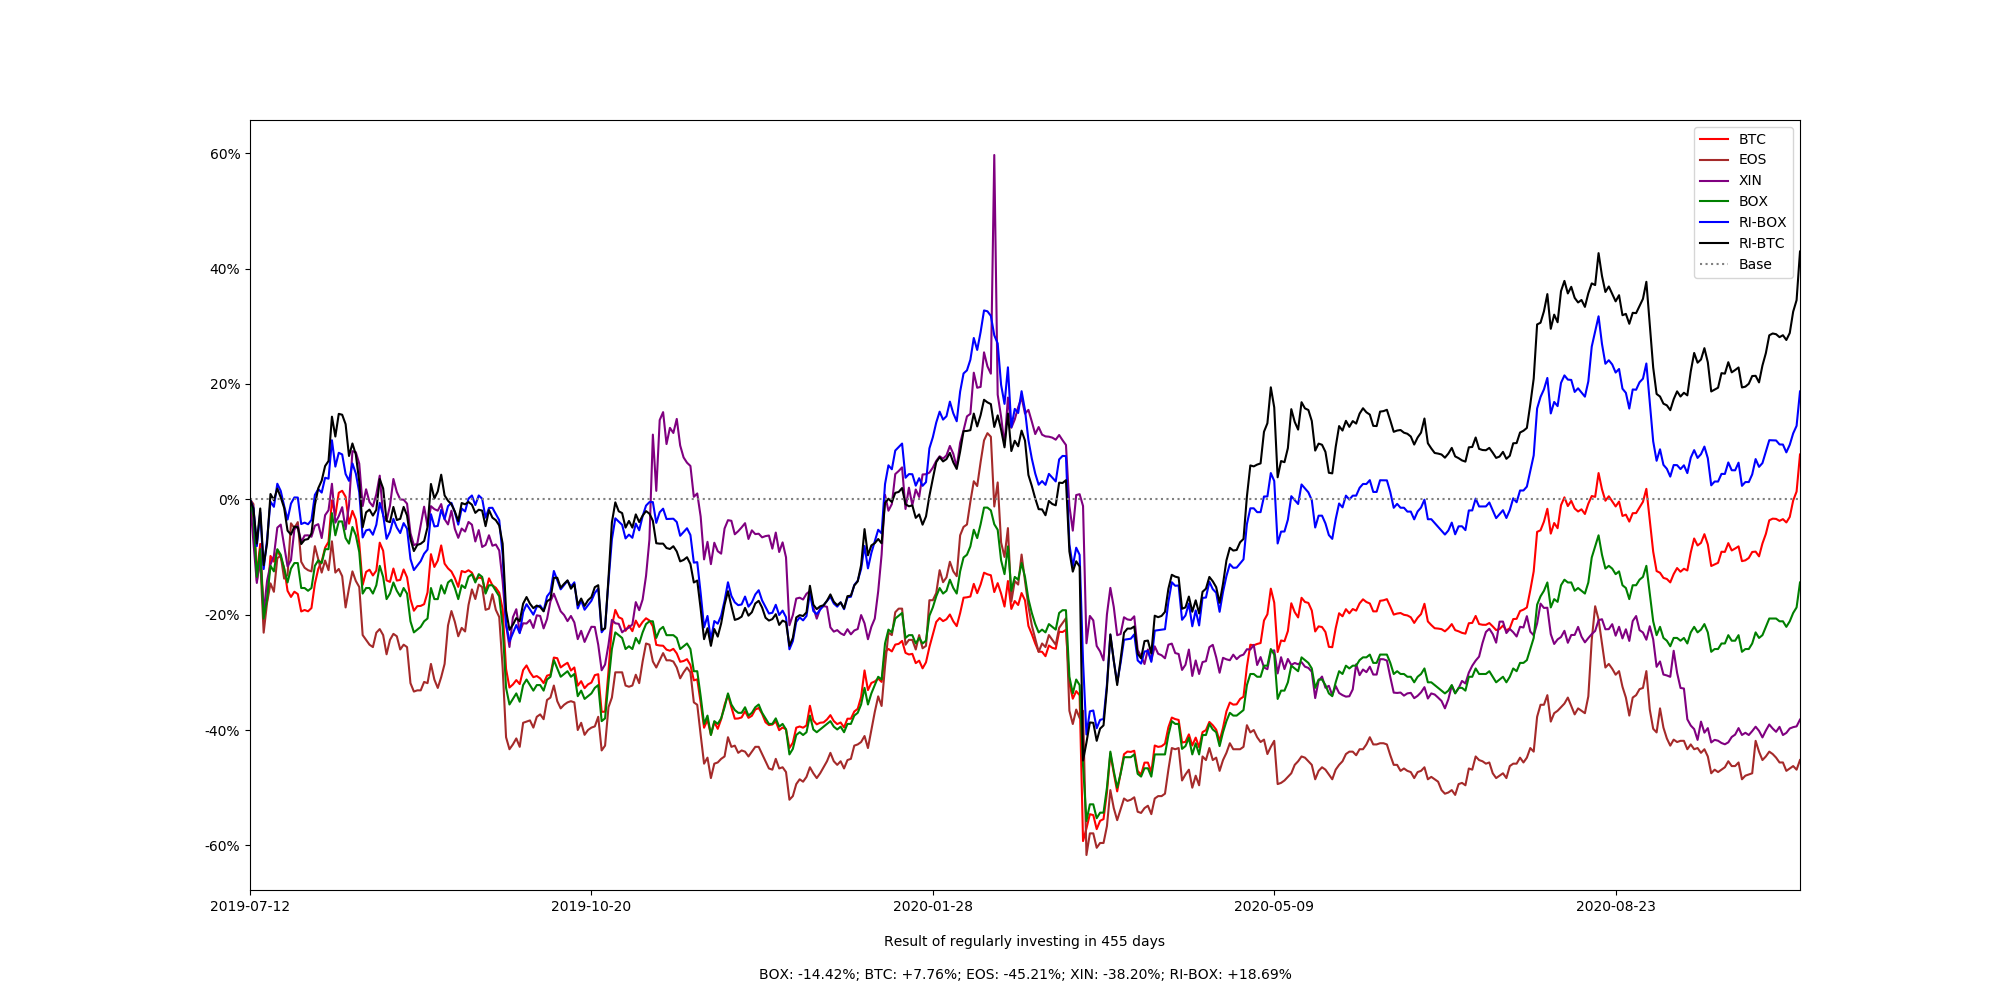 60%
40%
20%
0%
-20%
-40%
-60%
BTC
EOS
XIN
BOX
RI-BOX
RI-BTC
Base
2019-07-12 2019-10-20 2020-01-28 2020-05-09 2020-08-23
Result of regularly investing in 455 days
BOX: -14.42%; BTC: +7.76%; EOS: -45.21%; XIN: -38.20%; RI-BOX: +18.69%